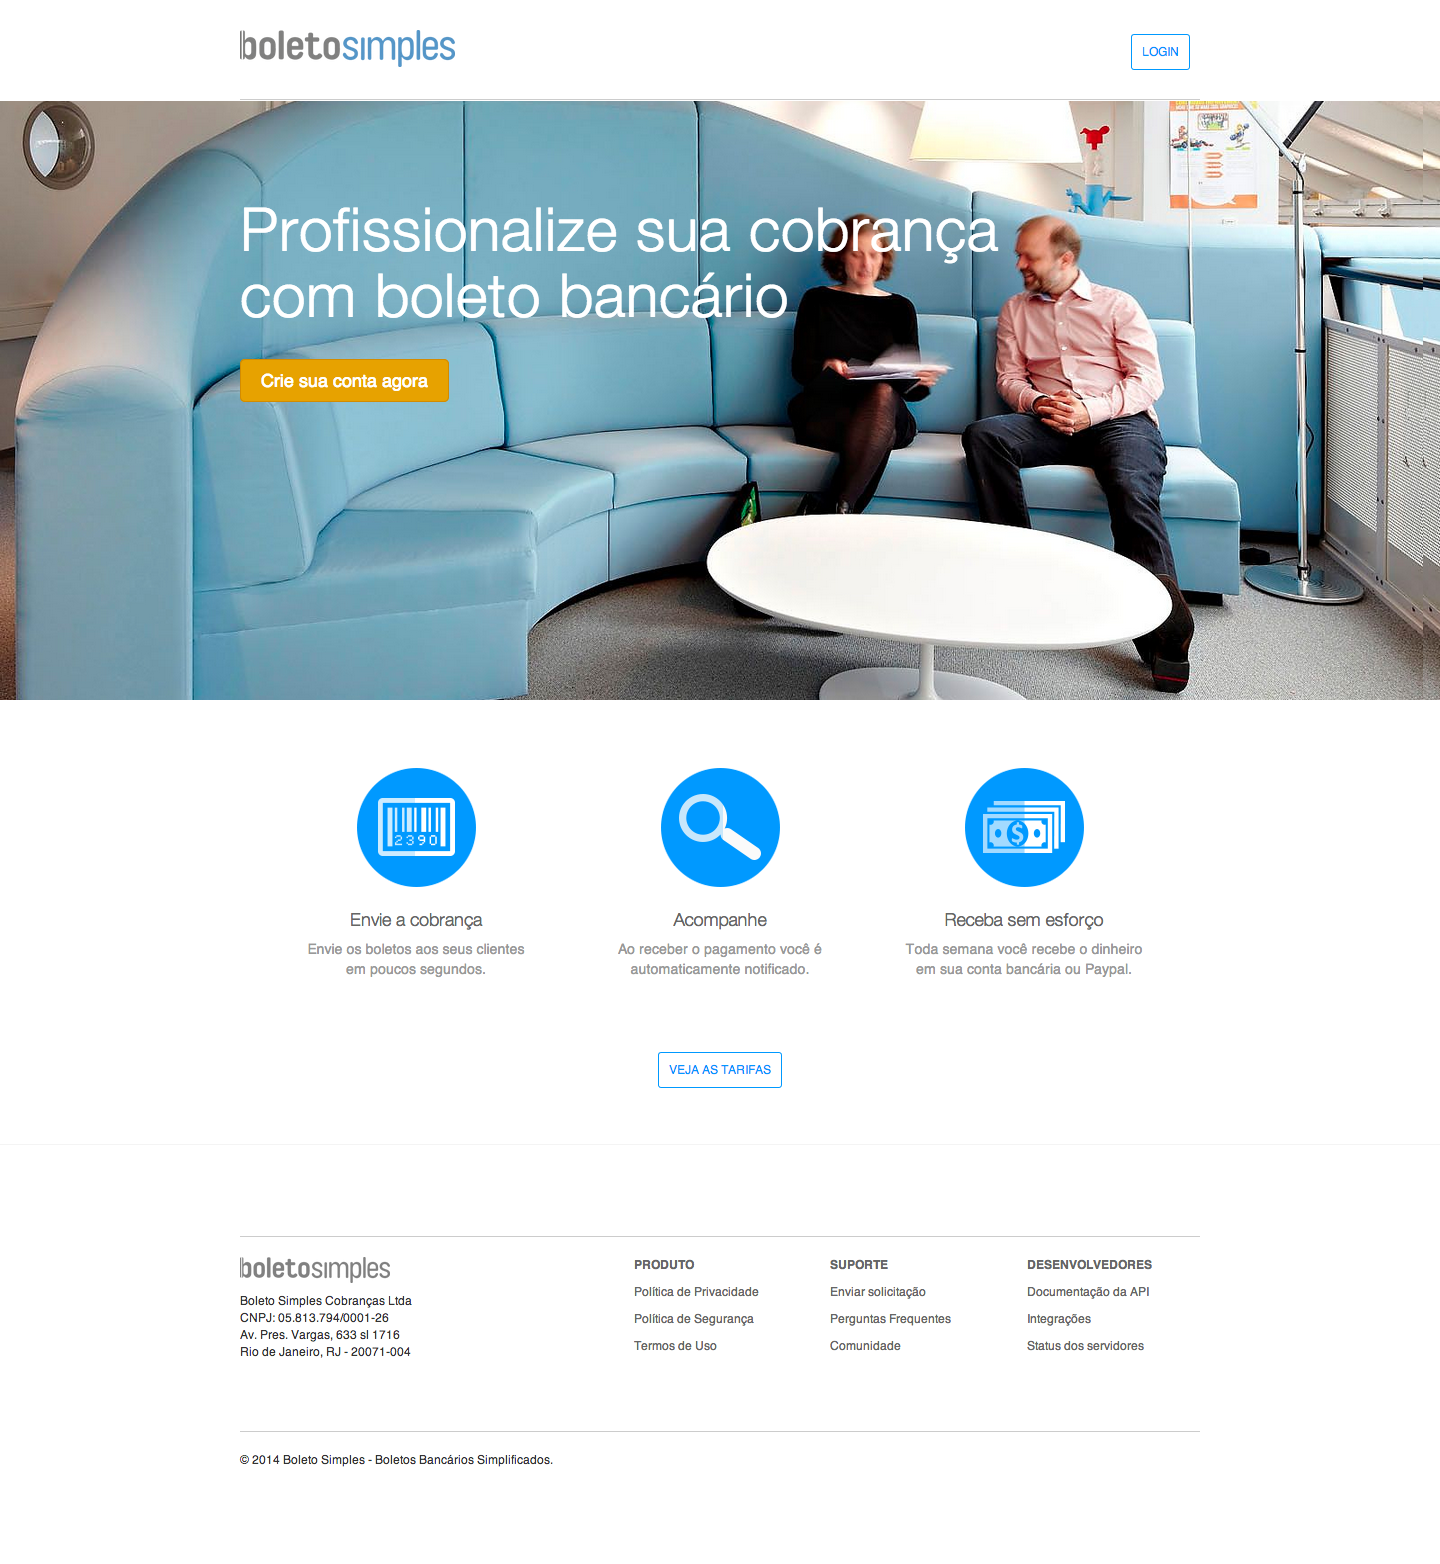 boletosimples
LOGIN
Profissionalize sua cobrança
com boleto bancário
Crie sua conta agora
2390
Envie a cobrança
Envie os boletos aos seus clientes
em poucos segundos.
Acompanhe
Ao receber o pagamento você é
automaticamente notificado.
$
Receba sem esforço
Toda semana você recebe o dinheiro
em sua conta bancária ou Paypal.
VEJA AS TARIFAS
boletosimples
Boleto Simples Cobranças Ltda
CNPJ: 05.813.794/0001-26
Av. Pres. Vargas, 633 sl 1716
Rio de Janeiro, RJ - 20071-004
PRODUTO
Política de Privacidade
Política de Segurança
Termos de Uso
SUPORTE
Enviar solicitação
Perguntas Frequentes
Comunidade
DESENVOLVEDORES
Documentação da API
Integrações
Status dos servidores
© 2014 Boleto Simples - Boletos Bancários Simplificados.